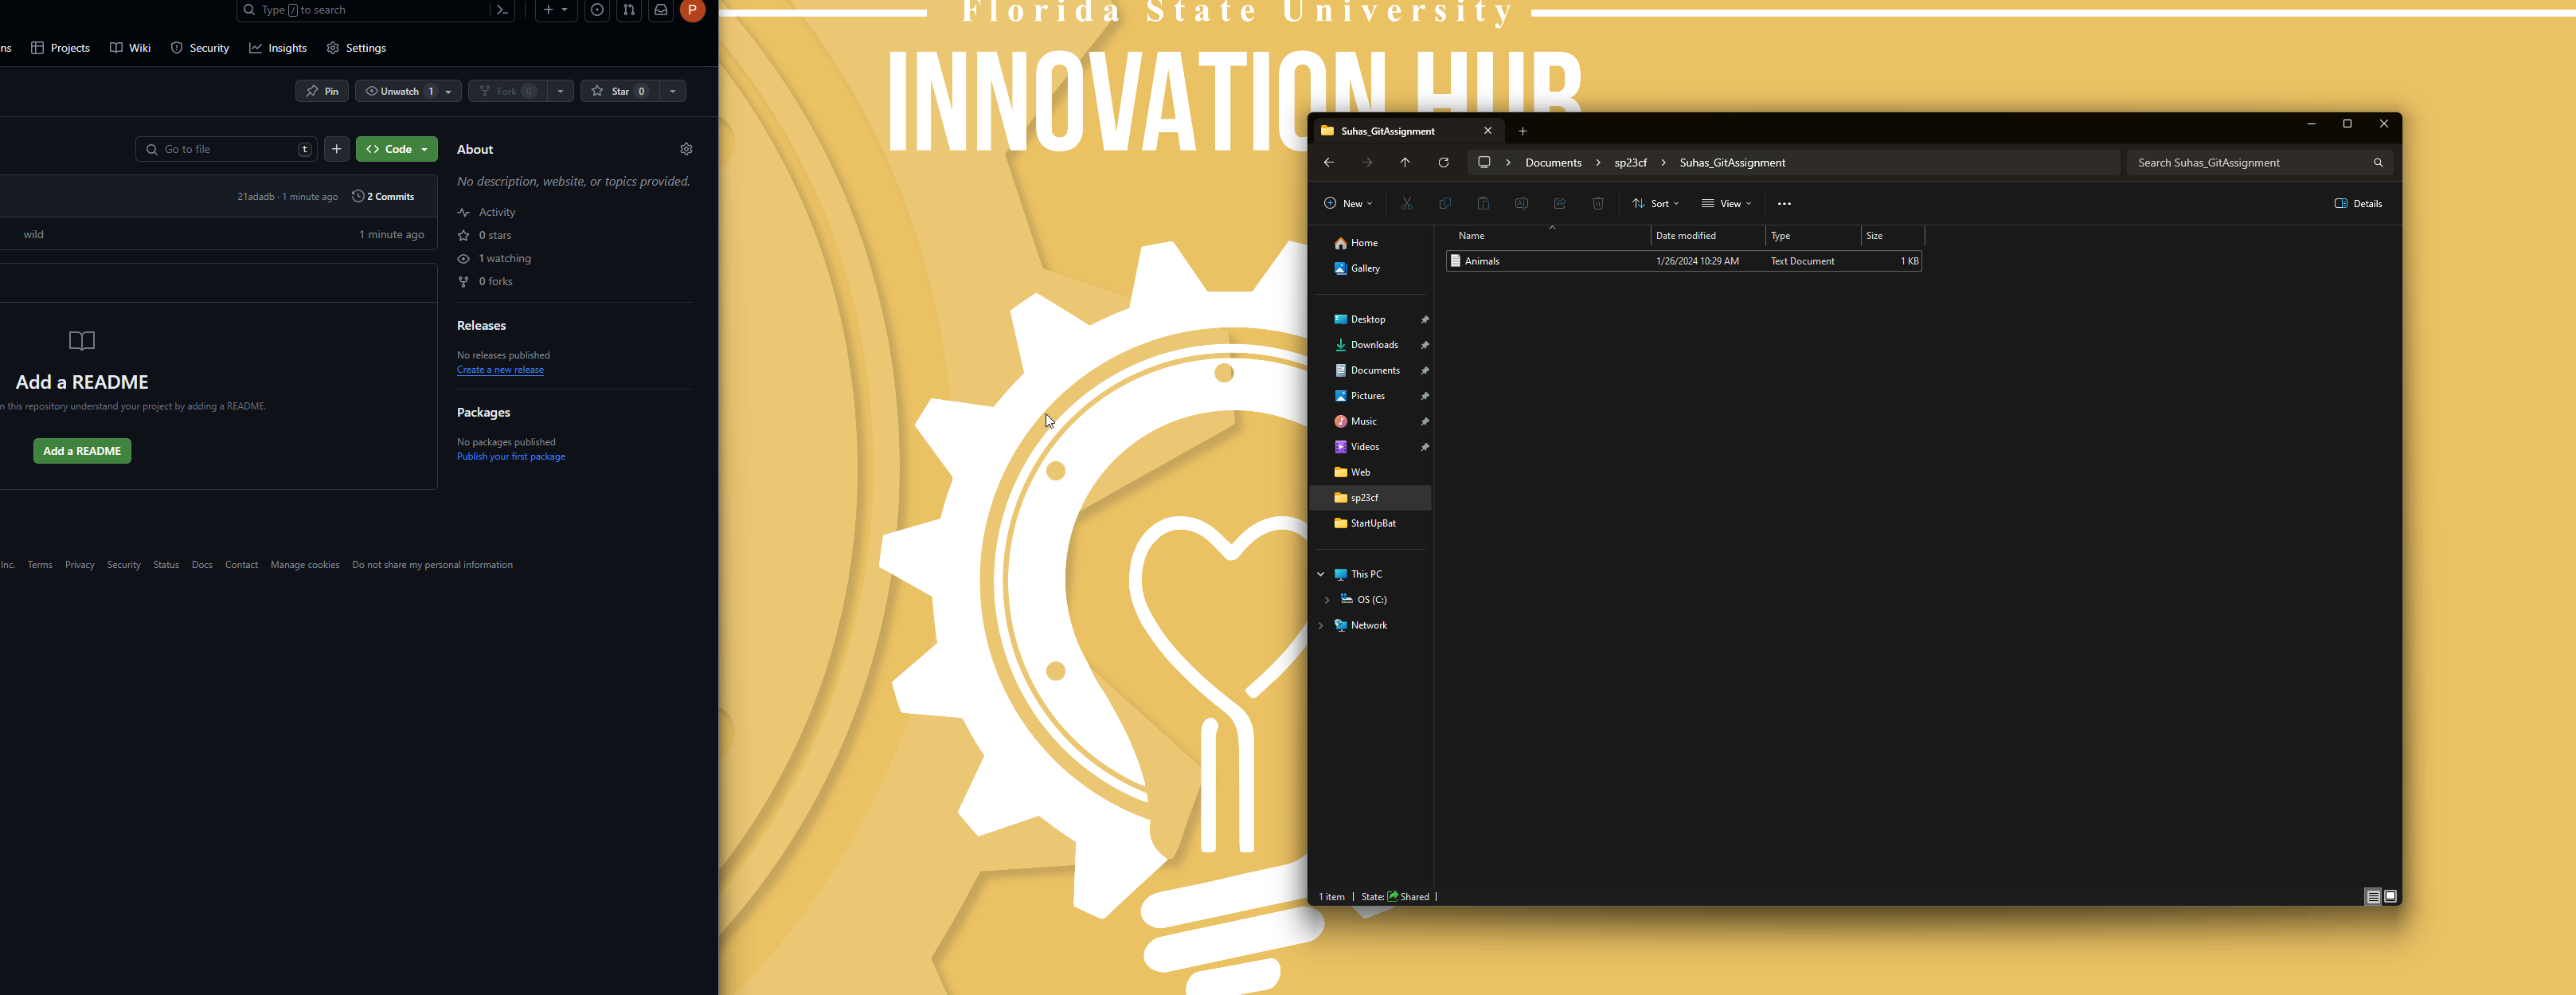 Type / to search
P
ns Projects Wiki Security Insights Settings
Pin Unwatch 1 Fork 0 Star 0
Go to file t + Code
21adadb · 1 minute ago 2 Commits
wild 1 minute ago
Add a README
n this repository understand your project by adding a README.
Add a README
About
No description, website, or topics provided.
Activity
0 stars
1 watching
0 forks
Releases
No releases published
Create a new release
Packages
No packages published
Publish your first package
Inc. Terms Privacy Security Status Docs Contact Manage cookies Do not share my personal information
Florida State University
INNOVATION HUB
Suhas_GitAssignment
Documents > sp23cf > Suhas_GitAssignment
Search Suhas_GitAssignment
New Sort View ... Details
Name Date modified Type Size
Animals 1/26/2024 10:29 AM Text Document 1 KB
Home
Gallery
Desktop
Downloads
Documents
Pictures
Music
Videos
Web
sp23cf
StartUpBat
This PC
OS (C:)
Network
1 item State: Shared